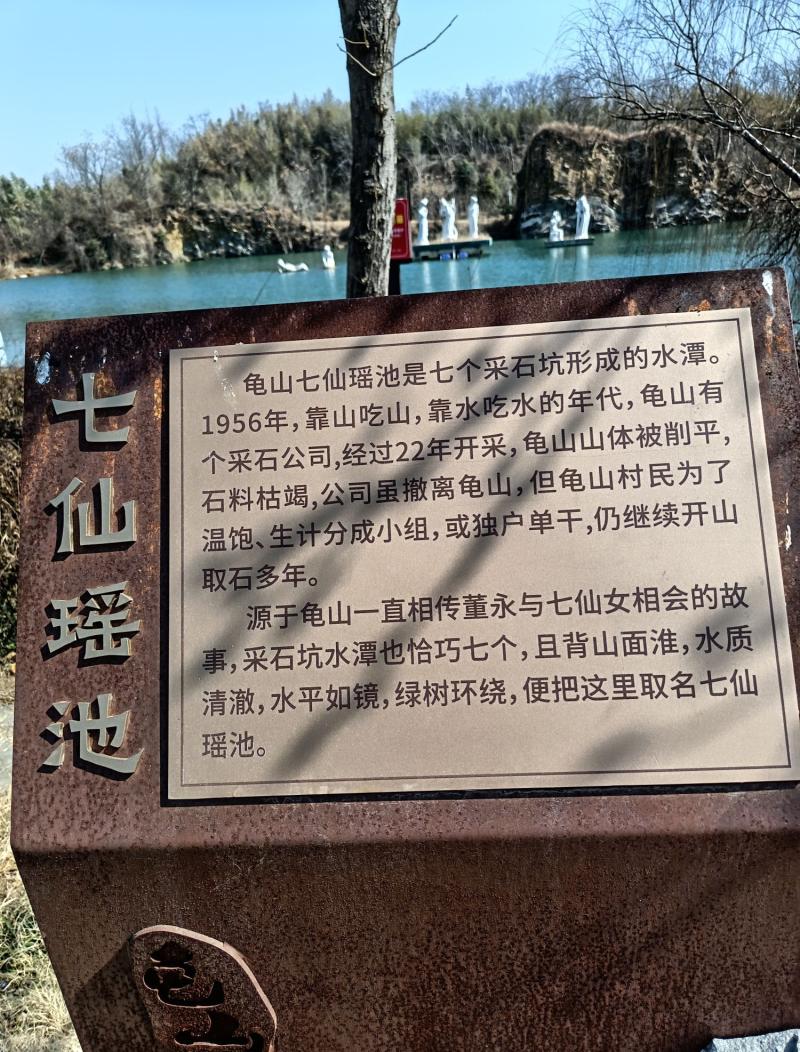 七仙瑶池
龟山七仙瑶池是七个采石坑形成的水潭。
1956年，靠山吃山，靠水吃水的年代，龟山有
个采石公司,经过22年开采，龟山山体被削平，
石料枯竭,公司虽撤离龟山，但龟山村民为了
温饱、生计分成小组，或独户单干,仍继续开山
取石多年。
源于龟山一直相传董永与七仙女相会的故
事，采石坑水潭也恰巧七个，且背山面淮，水质
清澈，水平如镜，绿树环绕，便把这里取名七仙
瑶池。
龟山